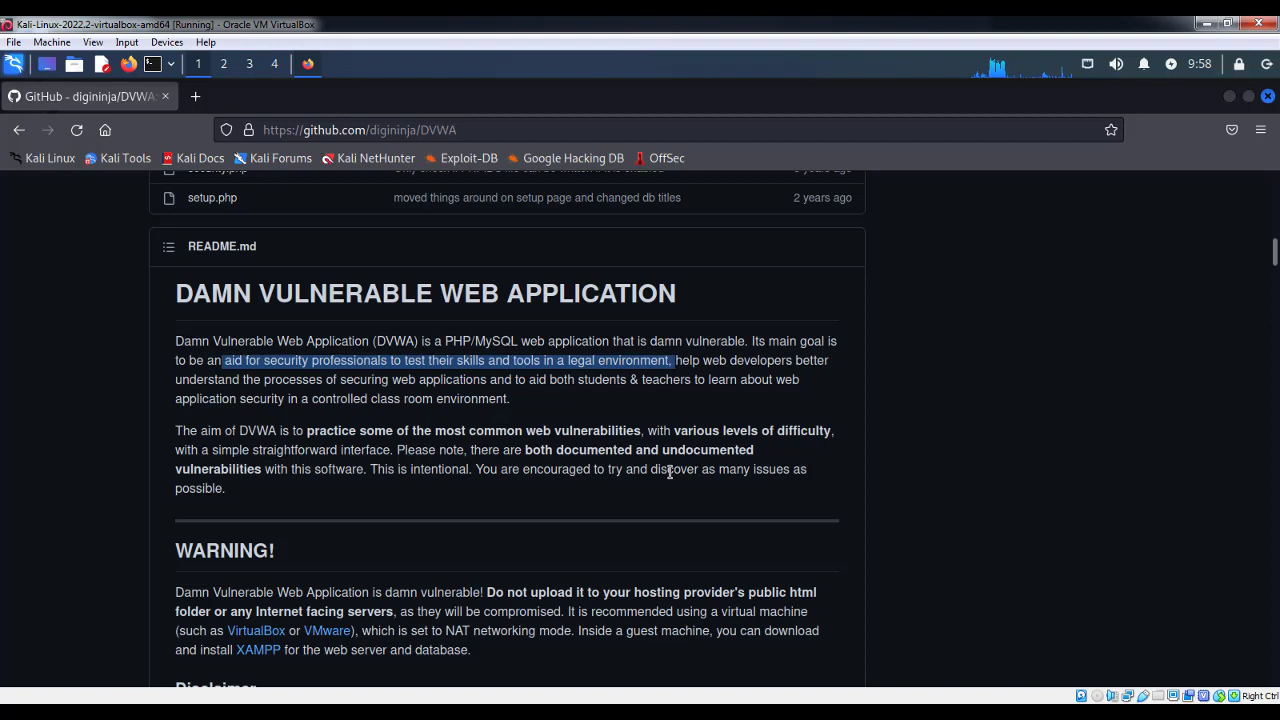 Kali-Linux-2022.2-virtualbox-amd64 [Running] - Oracle VM VirtualBox
File Machine View Input Devices Help
1 2 3 4 9:58
GitHub - digininja/DVWA
https://github.com/digininja/DVWA
Kali Linux Kali Tools Kali Docs Kali Forums Kali NetHunter Exploit-DB Google Hacking DB OffSec
security.php
setup.php moved things around on setup page and changed db titles 2 years ago
README.md
DAMN VULNERABLE WEB APPLICATION
Damn Vulnerable Web Application (DVWA) is a PHP/MySQL web application that is damn vulnerable. Its main goal is
to be an aid for security professionals to test their skills and tools in a legal environment, help web developers better
understand the processes of securing web applications and to aid both students & teachers to learn about web
application security in a controlled class room environment.
The aim of DVWA is to practice some of the most common web vulnerabilities, with various levels of difficulty,
with a simple straightforward interface. Please note, there are both documented and undocumented
vulnerabilities with this software. This is intentional. You are encouraged to try and discover as many issues as
possible.
WARNING!
Damn Vulnerable Web Application is damn vulnerable! Do not upload it to your hosting provider's public html
folder or any Internet facing servers, as they will be compromised. It is recommended using a virtual machine
(such as VirtualBox or VMware), which is set to NAT networking mode. Inside a guest machine, you can download
and install XAMPP for the web server and database.
Disclaimer
Right Ctrl